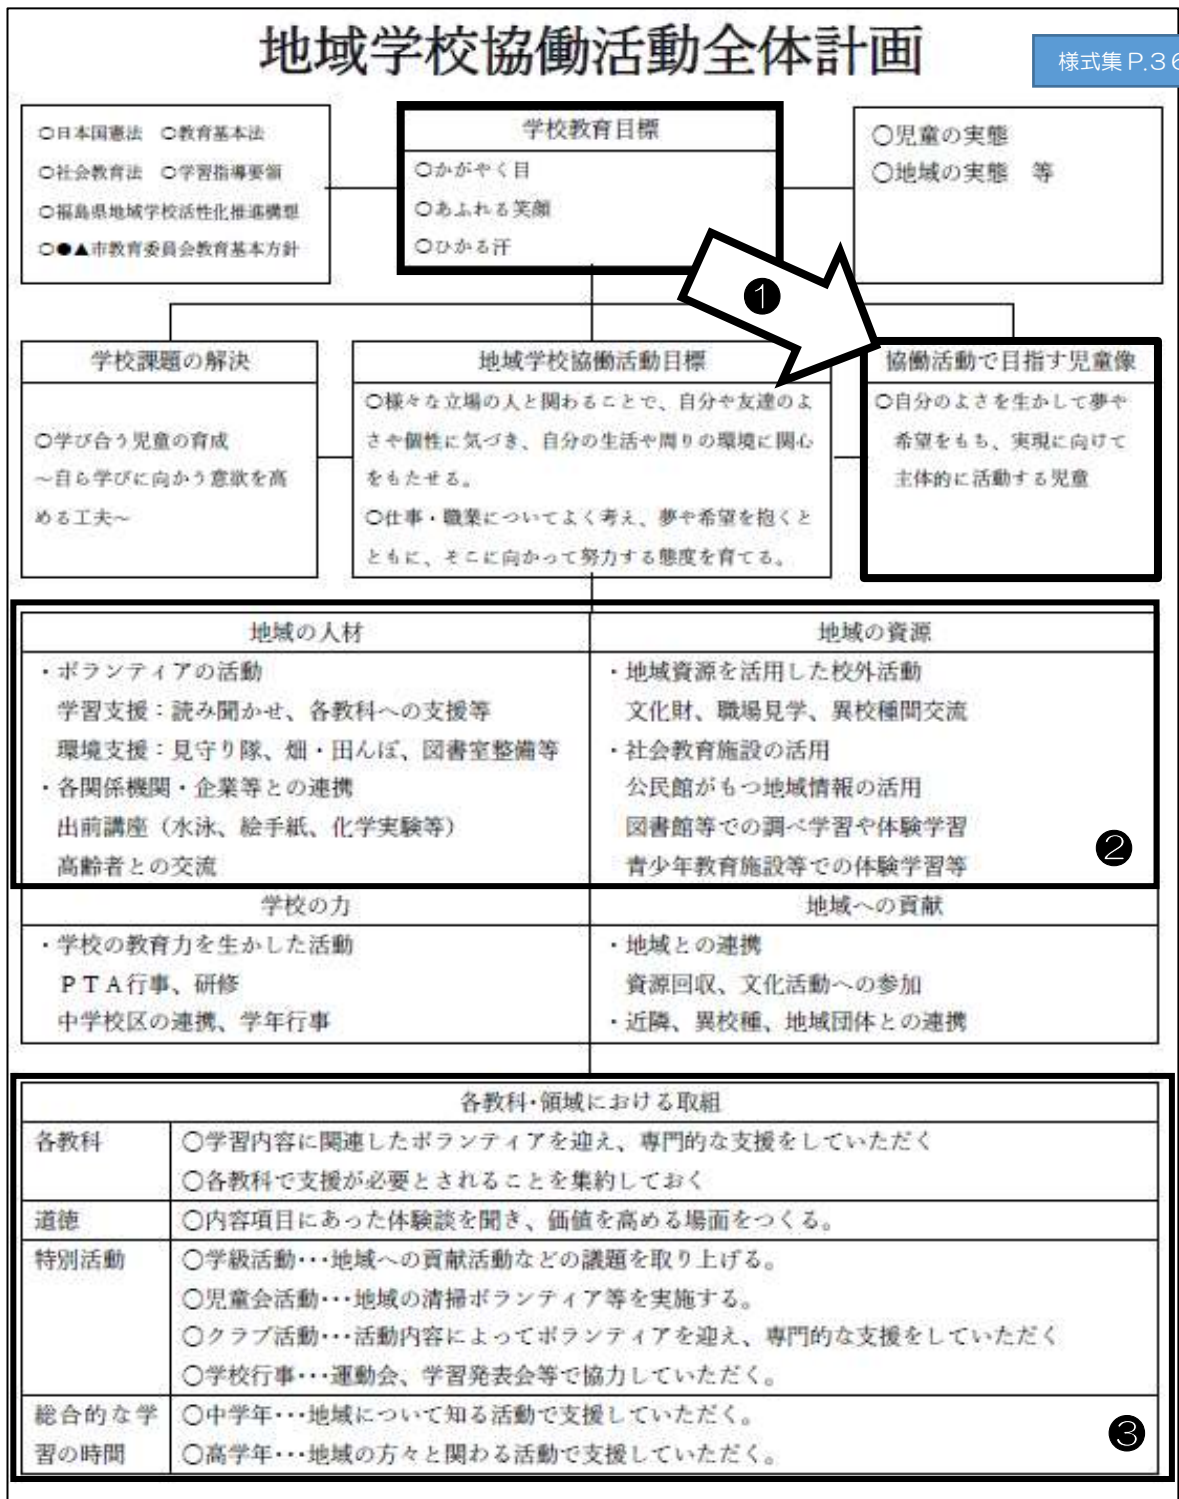 地域学校協働活動全体計画
様式集P.36
〇日本国憲法 〇教育基本法
〇社会教育法 〇学習指導要領
〇福島県地域学校活性化推進構想
〇●▲市教育委員会教育基本方針
学校教育目標
〇かがやく目
〇あふれる笑顔
〇ひかる汗
〇児童の実態
〇地域の実態 等
❶
学校課題の解決
〇学び合う児童の育成
～自ら学びに向かう意欲を高
める工夫～
地域学校協働活動目標
〇様々な立場の人と関わることで、自分や友達のよ
さや個性に気づき、自分の生活や周りの環境に関心
をもたせる。
〇仕事・職業についてよく考え、夢や希望を抱くと
ともに、そこに向かって努力する態度を育てる。
協働活動で目指す児童像
〇自分のよさを生かして夢や
希望をもち、実現に向けて
主体的に活動する児童
地域の人材
・ボランティアの活動
学習支援：読み聞かせ、各教科への支援等
環境支援：見守り隊、畑・田んぼ、図書室整備等
・各関係機関・企業等との連携
出前講座（水泳、絵手紙、化学実験等）
高齢者との交流
地域の資源
・地域資源を活用した校外活動
文化財、職場見学、異校種間交流
・社会教育施設の活用
公民館がもつ地域情報の活用
図書館等での調べ学習や体験学習
青少年教育施設等での体験学習等
❷
学校の力
・学校の教育力を生かした活動
ＰＴＡ行事、研修
中学校区の連携、学年行事
地域への貢献
・地域との連携
資源回収、文化活動への参加
・近隣、異校種、地域団体との連携
各教科・領域における取組
各教科
〇学習内容に関連したボランティアを迎え、専門的な支援をしていただく
〇各教科で支援が必要とされることを集約しておく
道徳
〇内容項目にあった体験談を聞き、価値を高める場面をつくる。
特別活動
〇学級活動･･･地域への貢献活動などの議題を取り上げる。
〇児童会活動･･･地域の清掃ボランティア等を実施する。
〇クラブ活動･･･活動内容によってボランティアを迎え、専門的な支援をしていただく
〇学校行事･･･運動会、学習発表会等で協力していただく。
総合的な学
習の時間
〇中学年･･･地域について知る活動で支援していただく。
〇高学年･･･地域の方々と関わる活動で支援していただく。
❸